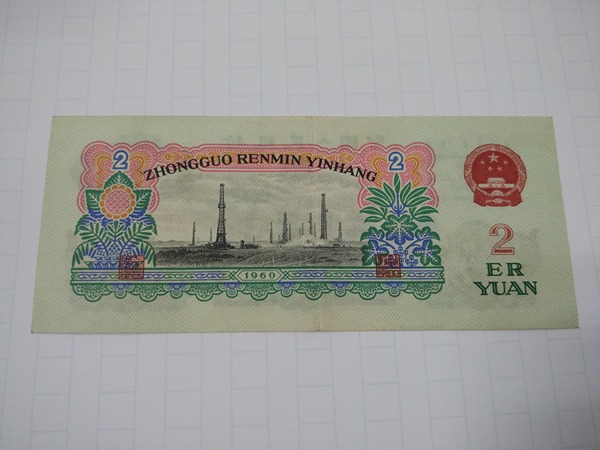 2
2
ZHONGGUO RENMIN YINHANG
1960
2
ER
YUAN